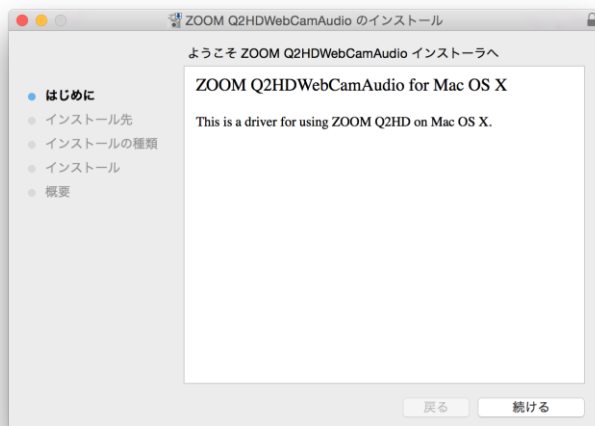 ZOOM Q2HDWebCamAudio のインストール
ようこそ ZOOM Q2HDWebCamAudio インストーラへ
はじめに
インストール先
インストールの種類
インストール
概要
ZOOM Q2HDWebCamAudio for Mac OS X
This is a driver for using ZOOM Q2HD on Mac OS X.
戻る
続ける